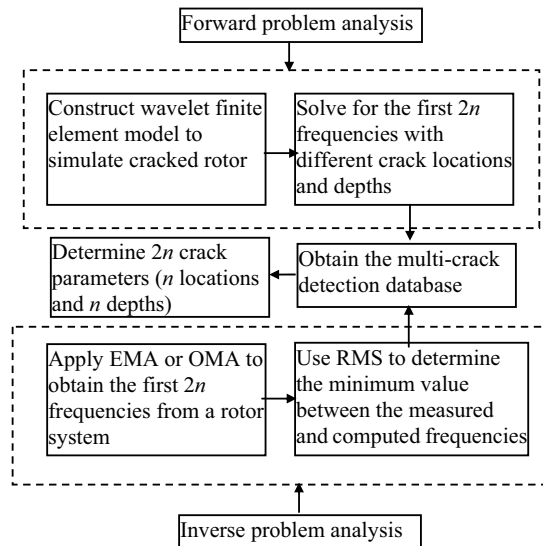 Forward problem analysis
Construct wavelet finite
element model to
simulate cracked rotor
Solve for the first 2n
frequencies with
different crack locations
and depths
Determine 2n crack
parameters (n locations
and n depths)
Obtain the multi-crack
detection database
Apply EMA or OMA to
obtain the first 2n
frequencies from a rotor
system
Use RMS to determine
the minimum value
between the measured
and computed frequencies
Inverse problem analysis